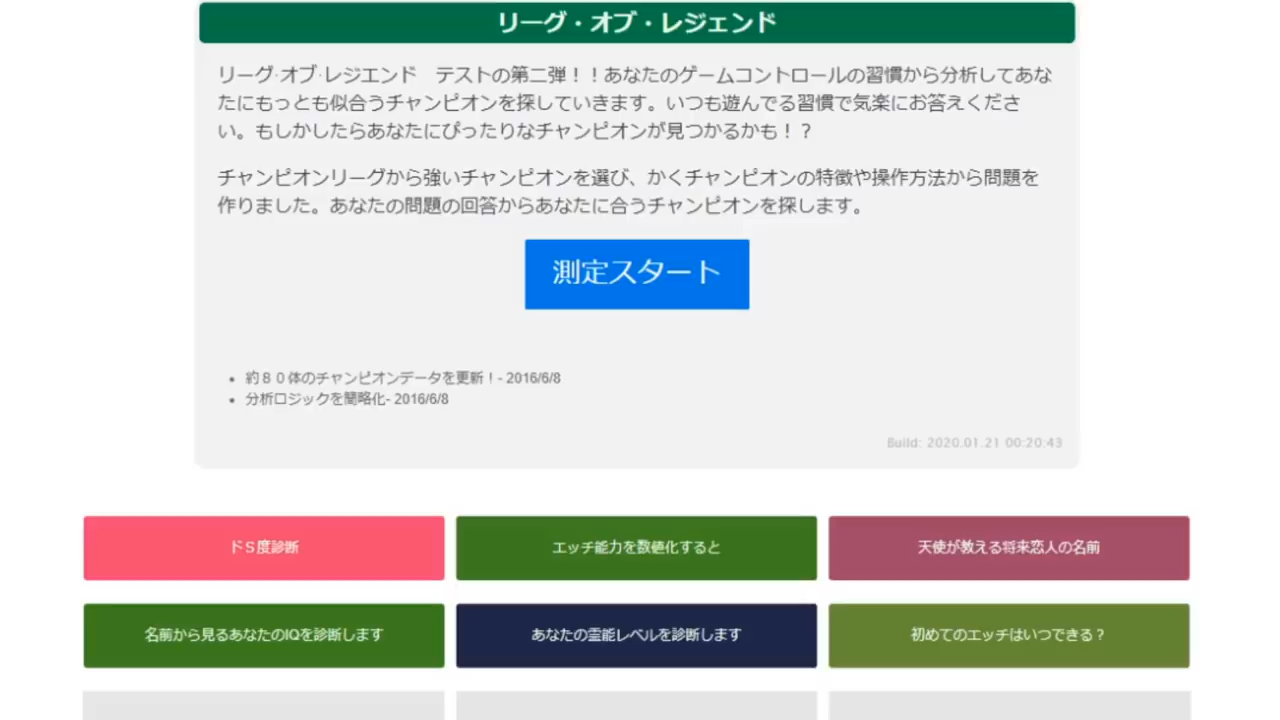 リーグ・オブ・レジェンド
リーグ·オブ·レジエンド　テストの第二弾！！あなたのゲームコントロールの習慣から分析してあな
たにもっとも似合うチャンピオンを探していきます。いつも遊んでる習慣で気楽にお答えくださ
い。もしかしたらあなたにぴったりなチャンピオンが見つかるかも！？
チャンピオンリーグから強いチャンピオンを選び、かくチャンピオンの特徴や操作方法から問題を
作りました。あなたの問題の回答からあなたに合うチャンピオンを探します。
測定スタート
約８０体のチャンピオンデータを更新！- 2016/6/8
分析ロジックを簡略化- 2016/6/8
Build: 2020.01.21 00:20:43
ドＳ度診断
エッチ能力を数値化すると
天使が教える将来恋人の名前
名前から見るあなたのIQを診断します
あなたの霊能レベルを診断します
初めてのエッチはいつできる？